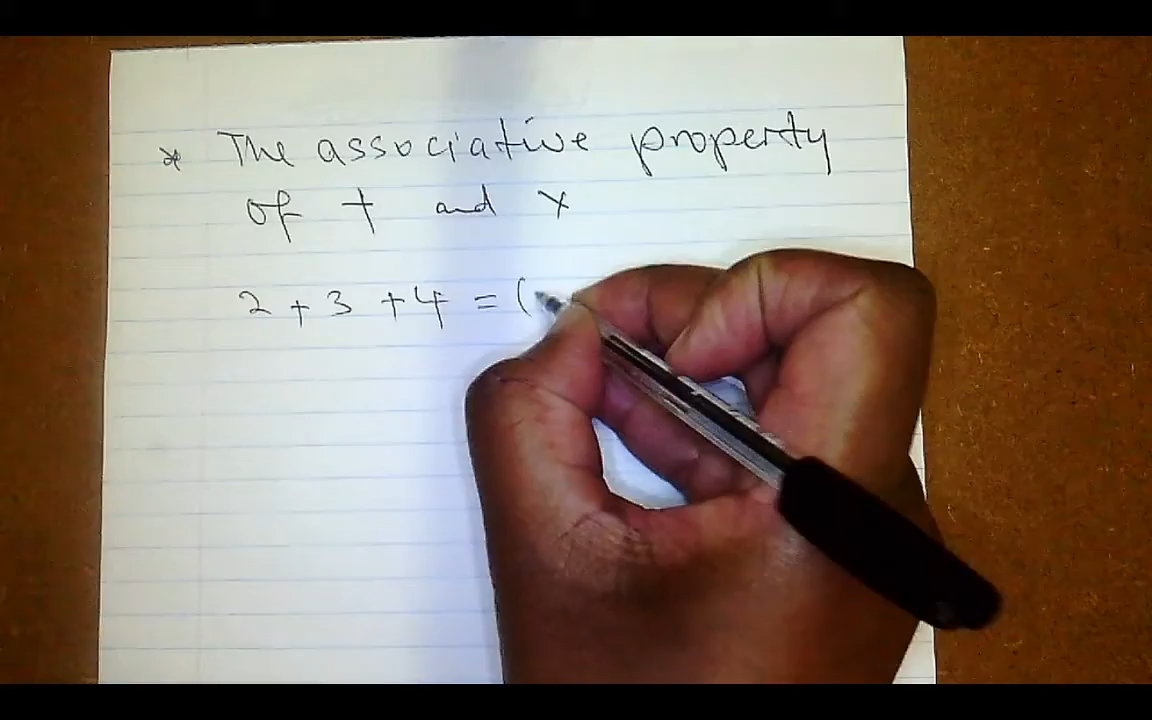 * The associative property
of + and ×
2 + 3 + 4 = (